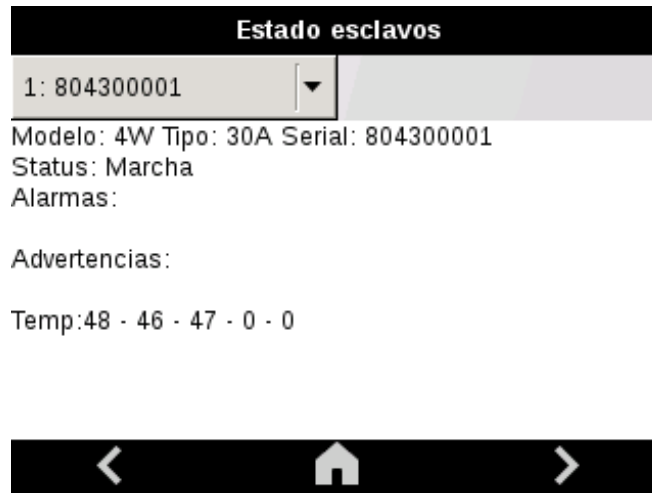 Estado esclavos
1: 804300001
Modelo: 4W Tipo: 30A Serial: 804300001
Status: Marcha
Alarmas:
Advertencias:
Temp:48 - 46 - 47 - 0 - 0